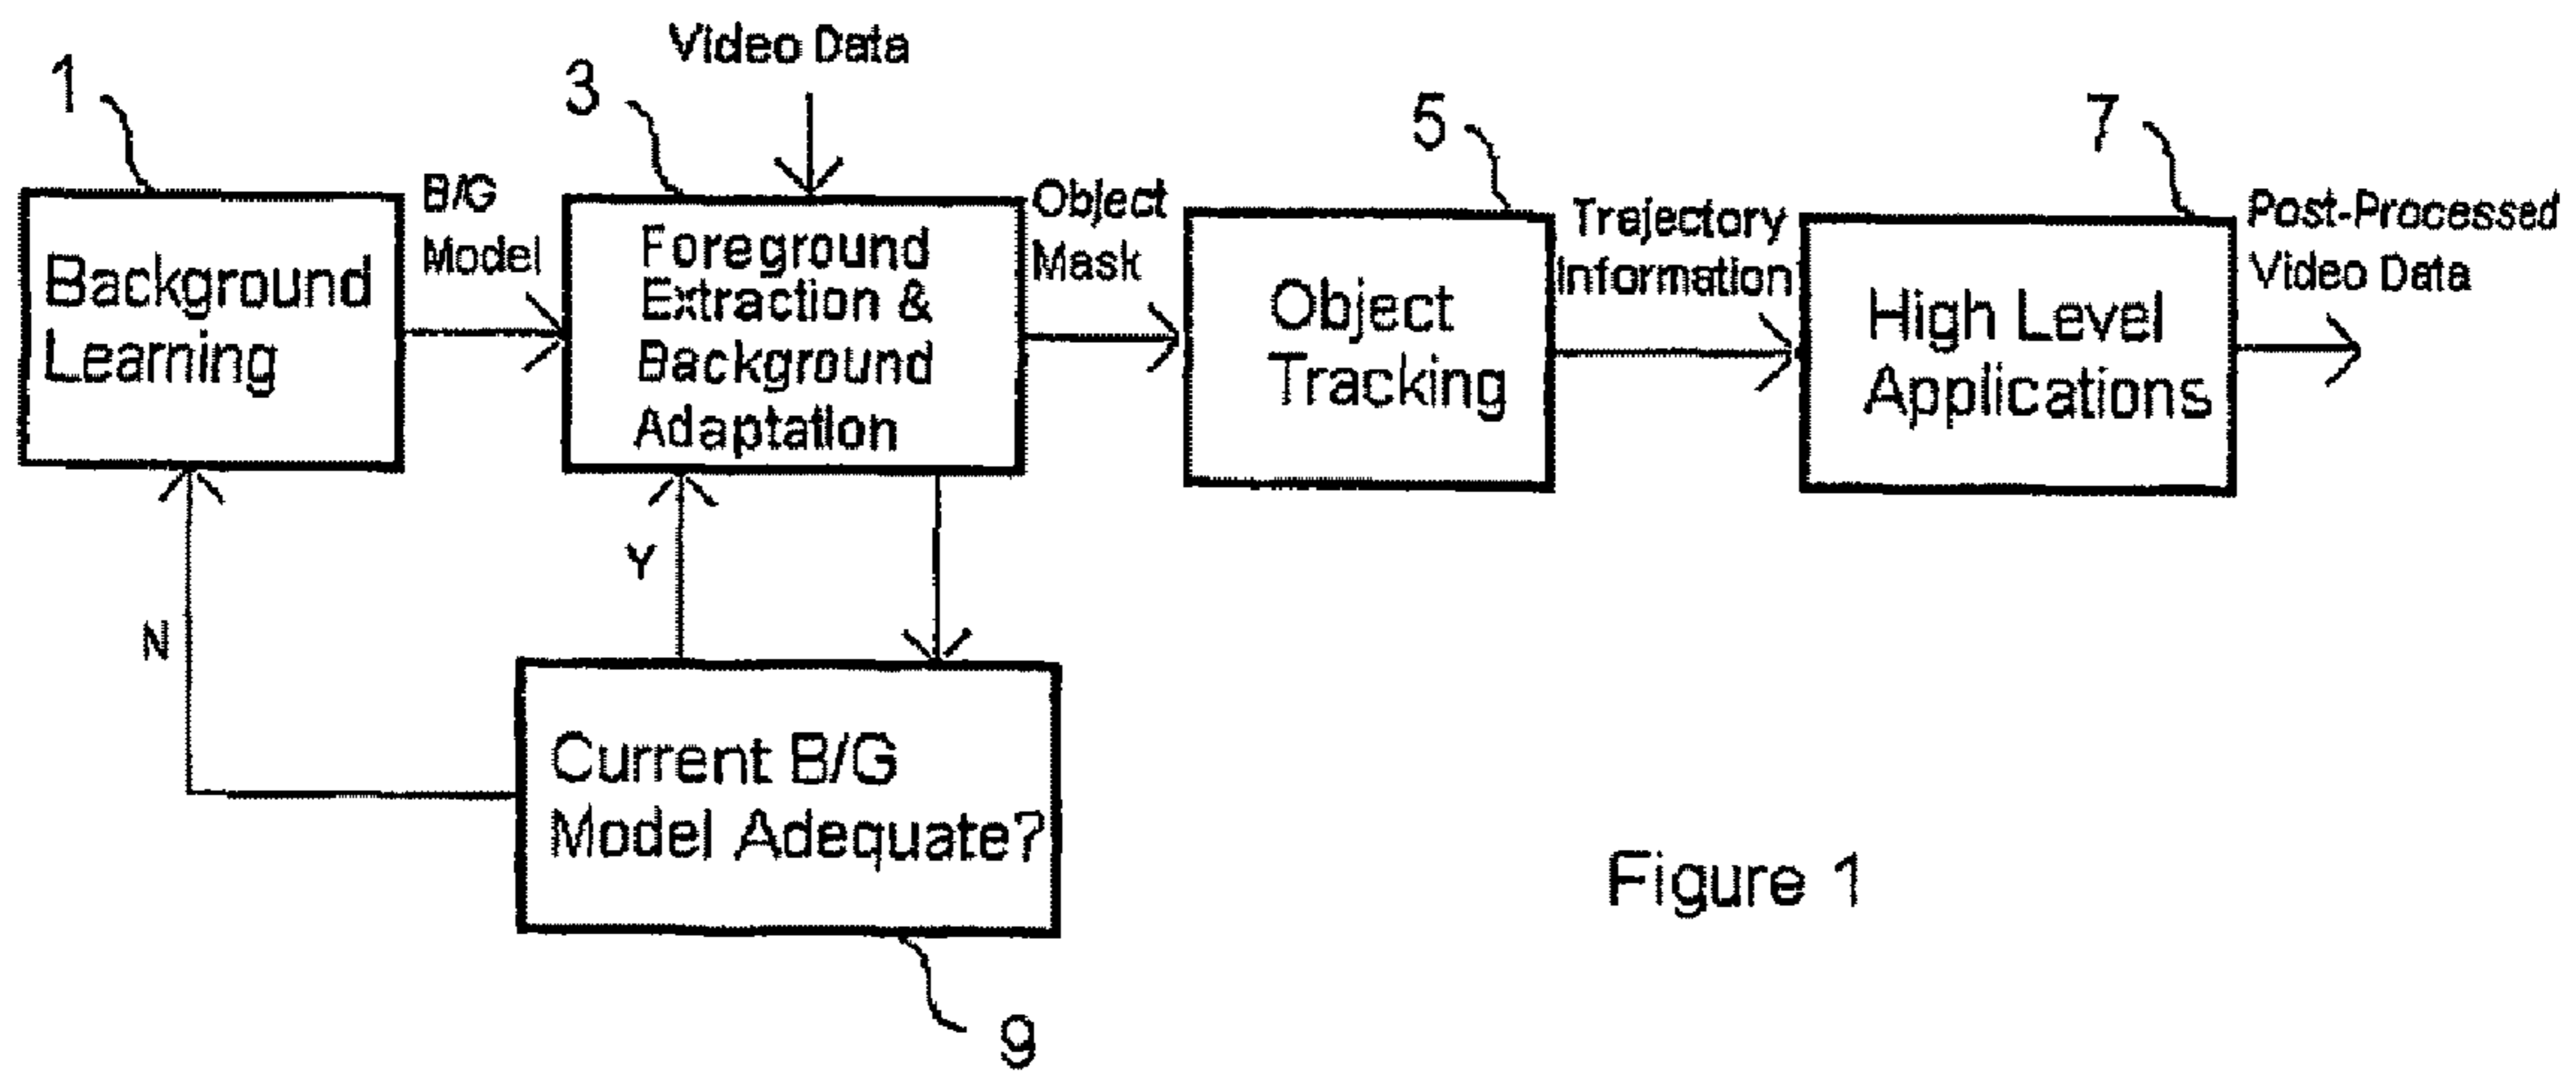 Video Data
1
3
5
7
Background
Learning
B/G
Model
Foreground
Extraction &
Background
Adaptation
Object
Mask
Object
Tracking
Trajectory
Information
High Level
Applications
Post-Processed
Video Data
N
Y
Current B/G
Model Adequate?
9
Figure 1